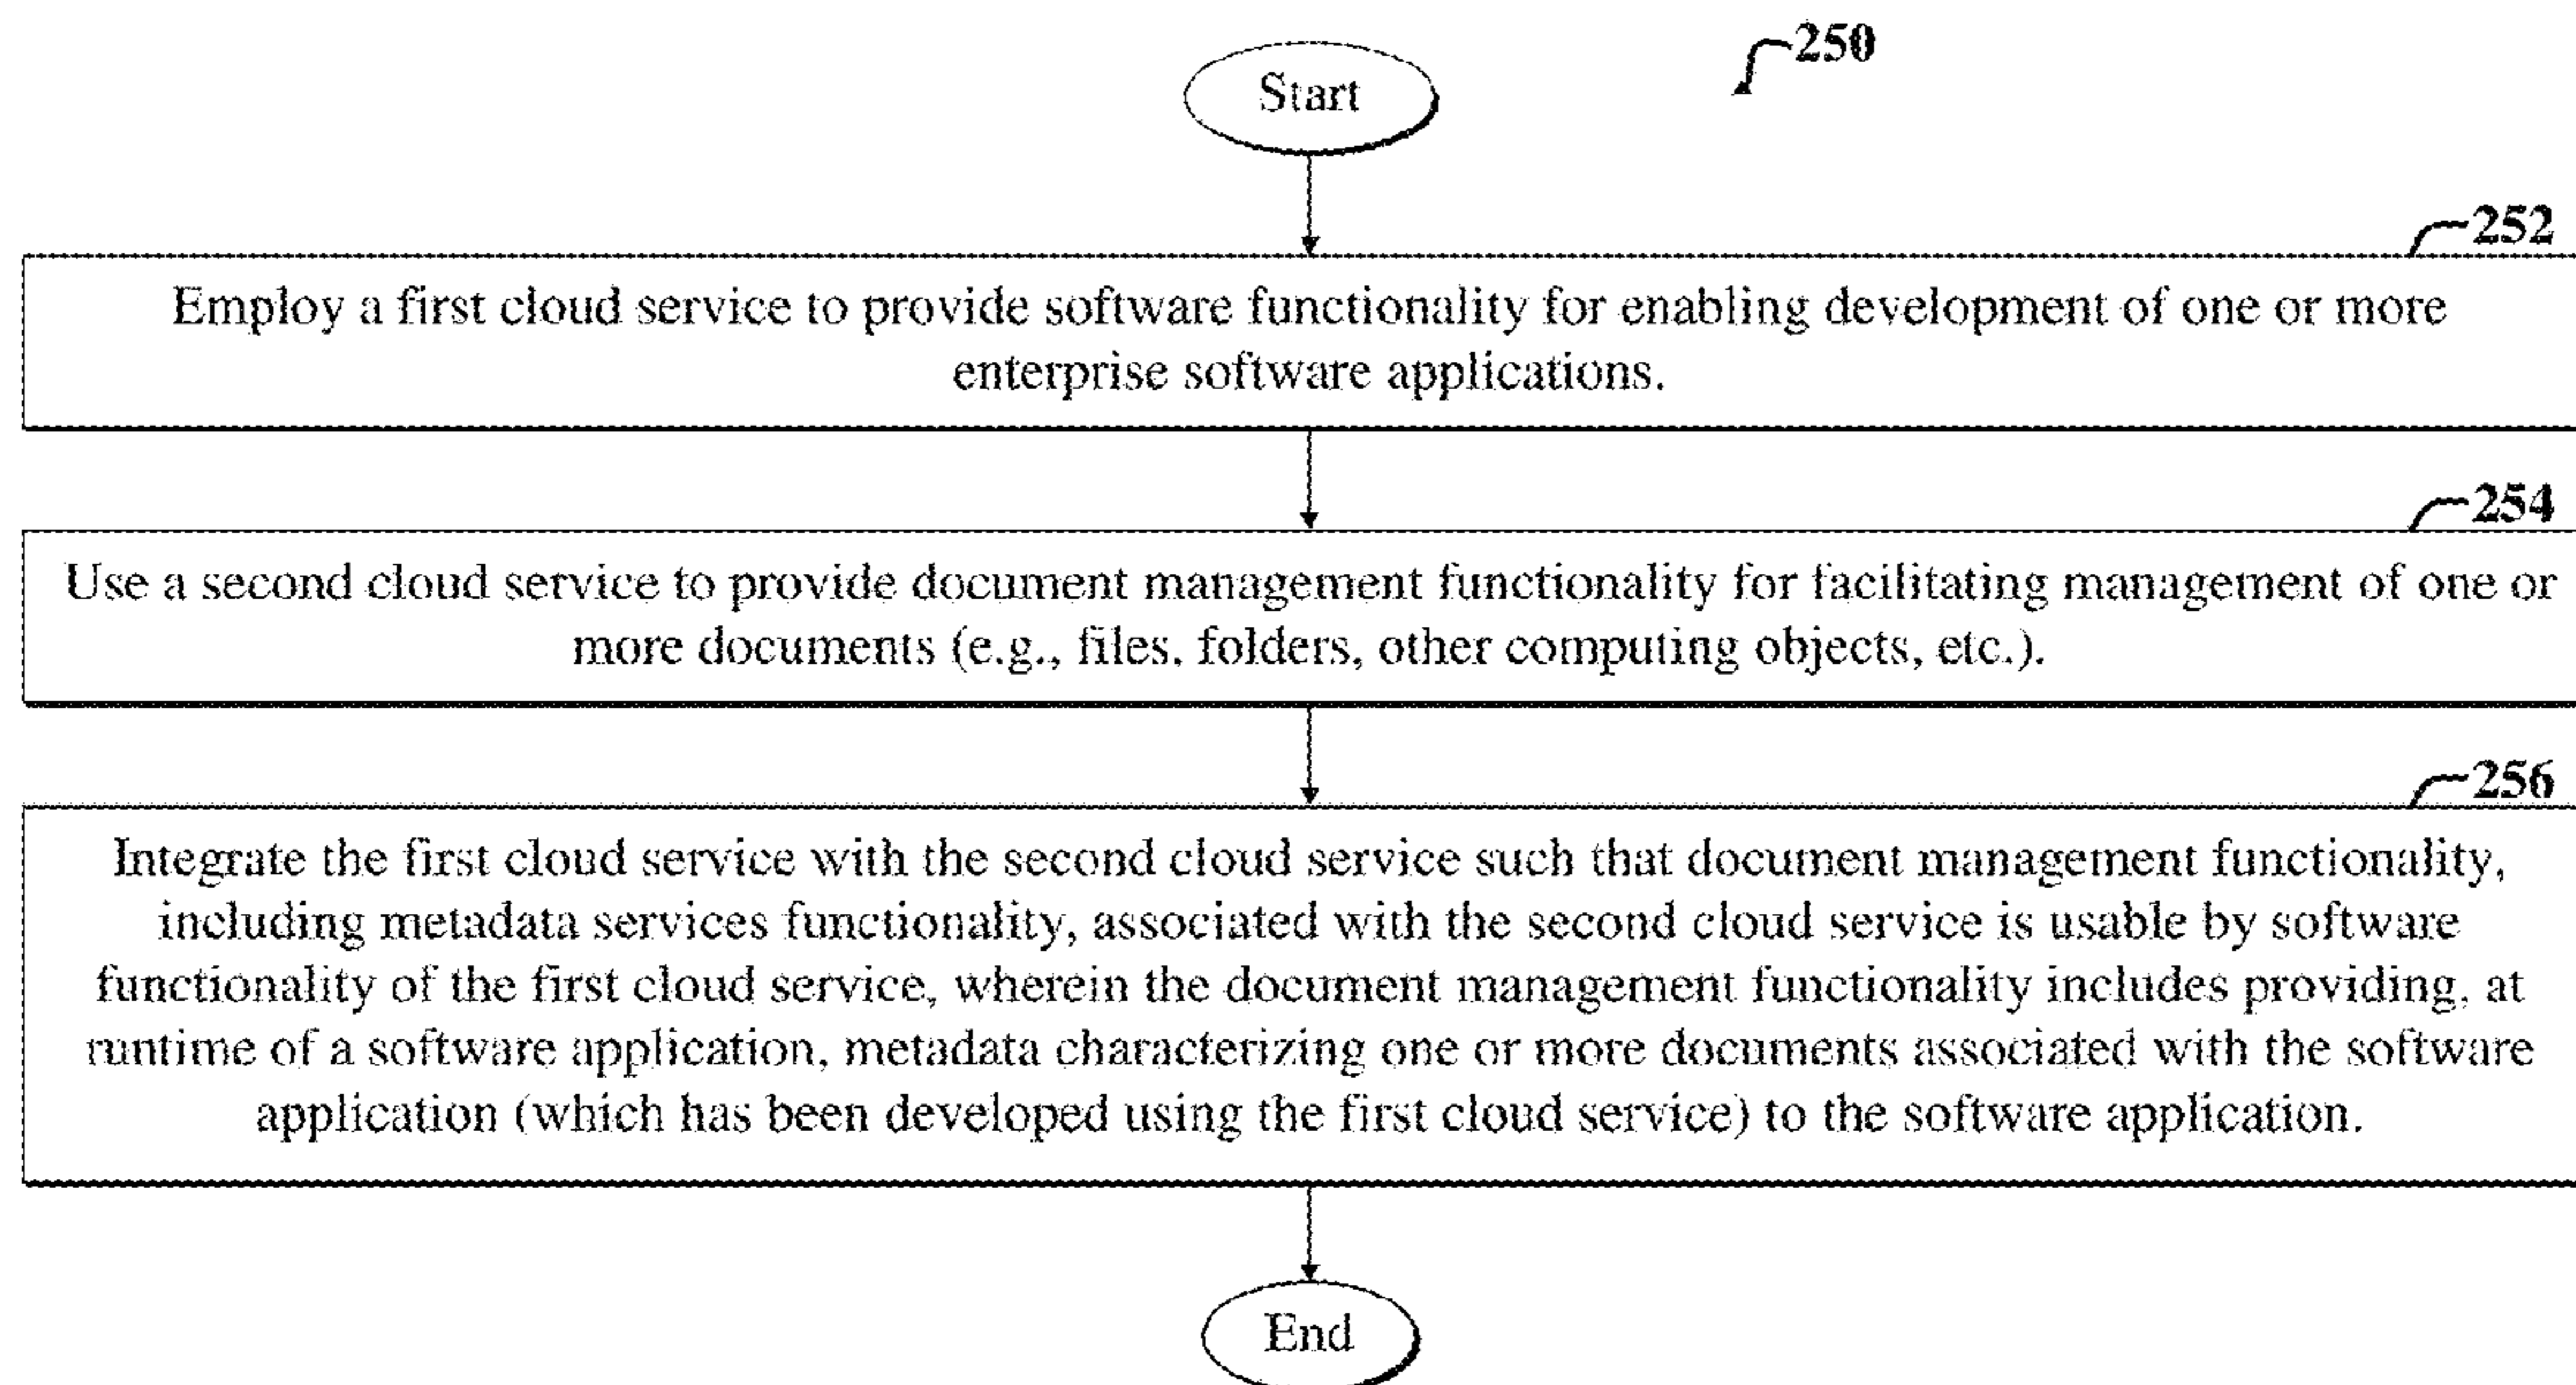 250
Start
252
Employ a first cloud service to provide software functionality for enabling development of one or more
enterprise software applications.
254
Use a second cloud service to provide document management functionality for facilitating management of one or
more documents (e.g., files, folders, other computing objects, etc.).
256
Integrate the first cloud service with the second cloud service such that document management functionality,
including metadata services functionality, associated with the second cloud service is usable by software
functionality of the first cloud service, wherein the document management functionality includes providing, at
runtime of a software application, metadata characterizing one or more documents associated with the software
application (which has been developed using the first cloud service) to the software application.
End